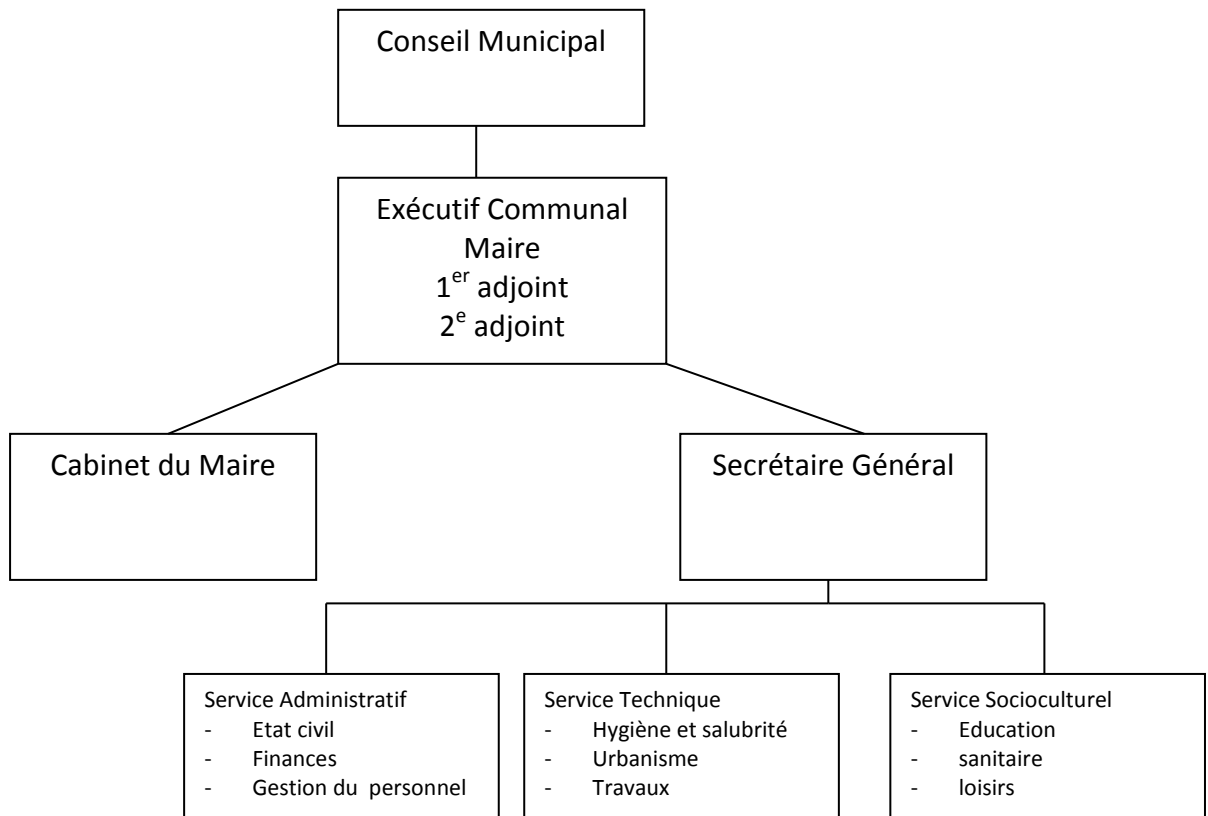 Conseil Municipal
Exécutif Communal
Maire
1er adjoint
2e adjoint
Cabinet du Maire
Secrétaire Général
Service Administratif
- Etat civil
- Finances
- Gestion du personnel
Service Technique
- Hygiène et salubrité
- Urbanisme
- Travaux
Service Socioculturel
- Education
- sanitaire
- loisirs